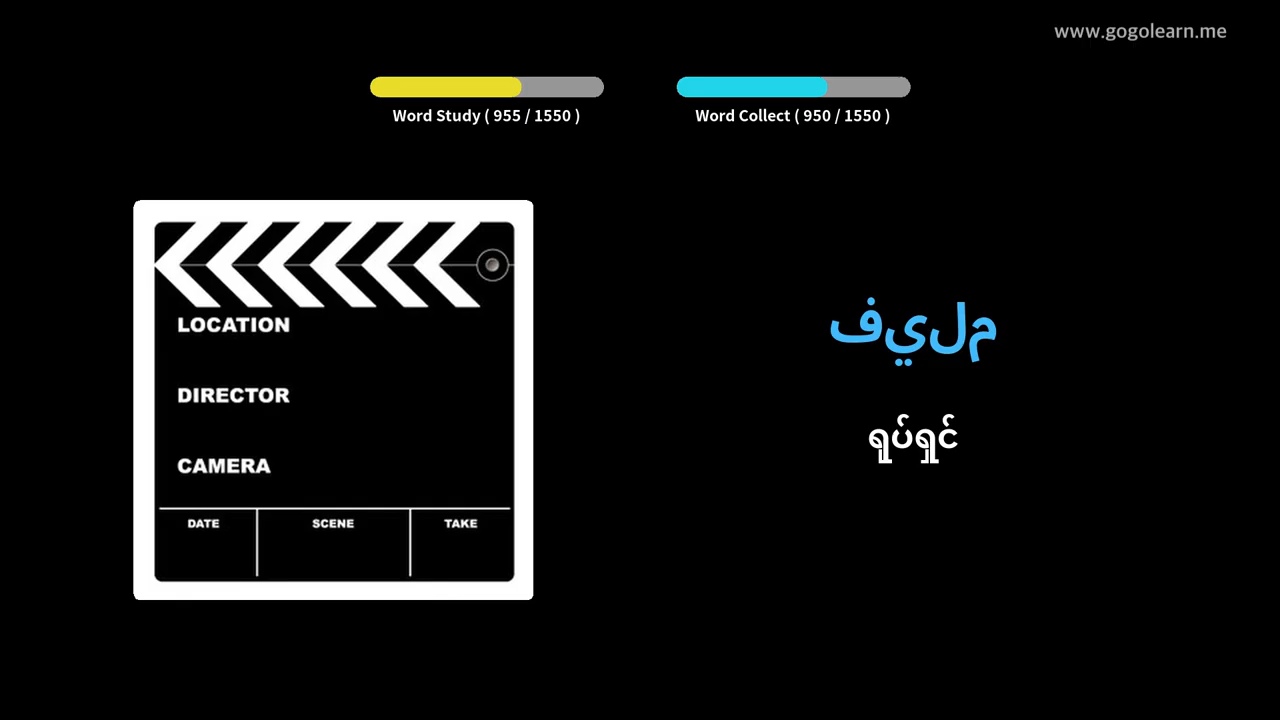 www.gogolearn.me
Word Study ( 955 / 1550 )
Word Collect ( 950 / 1550 )
LOCATION
DIRECTOR
CAMERA
DATE
SCENE
TAKE
مليف
ရုပ်ရှင်